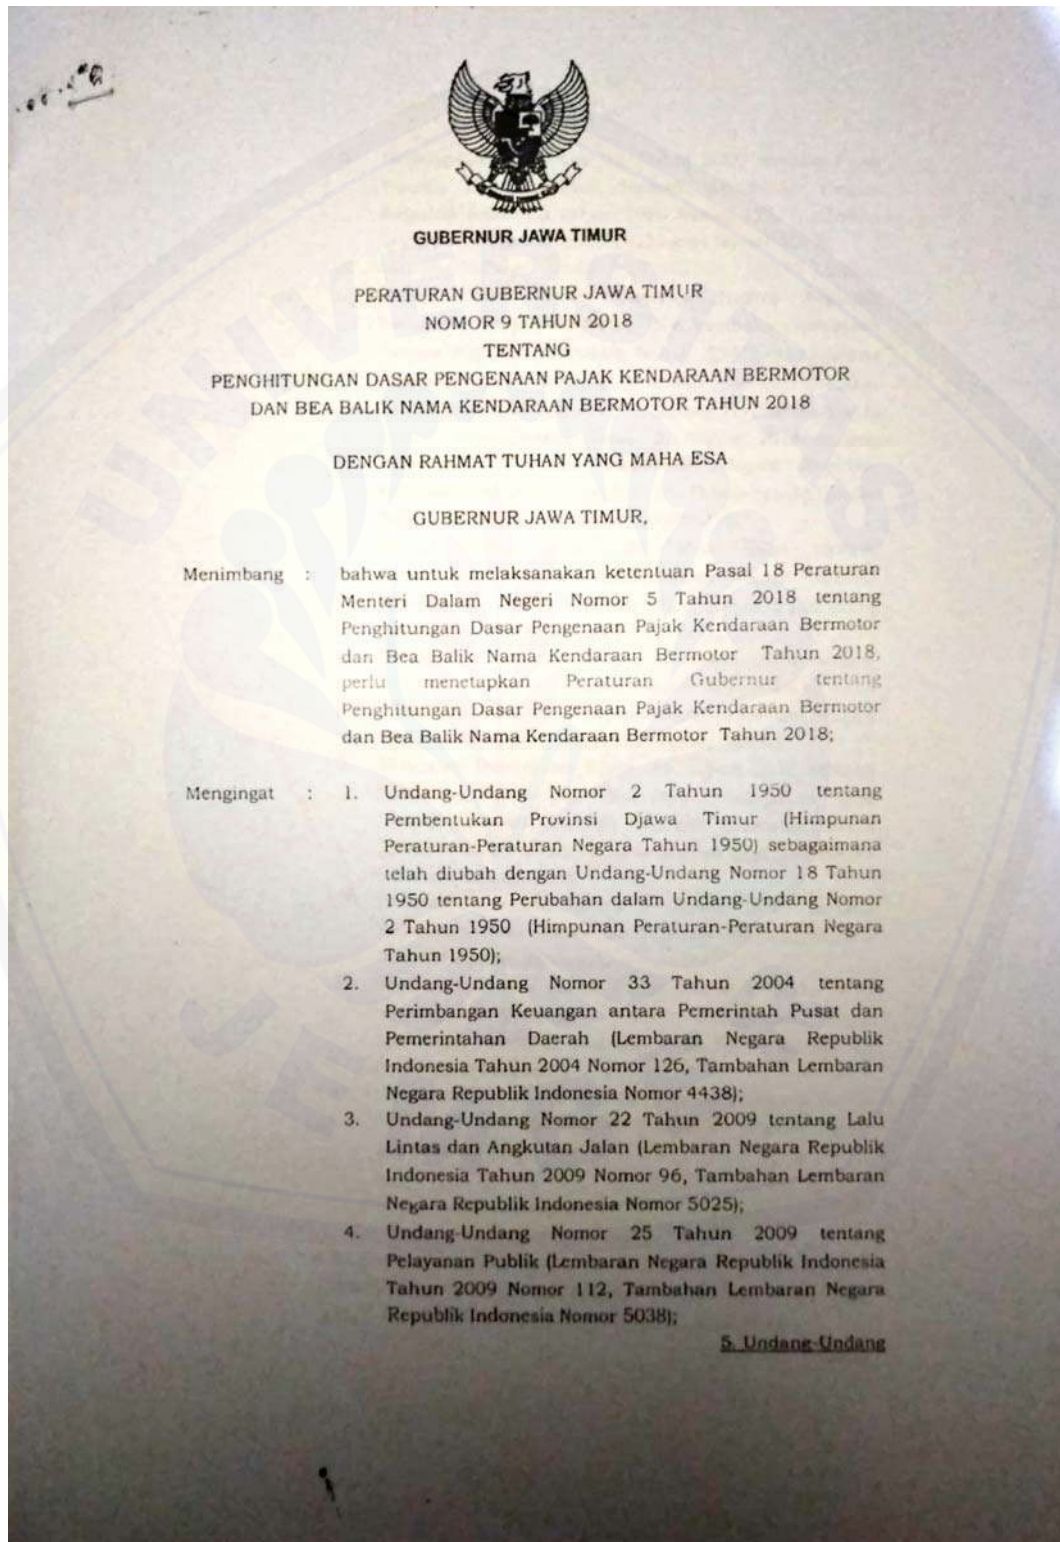 GUBERNUR JAWA TIMUR
PERATURAN GUBERNUR JAWA TIMUR
NOMOR 9 TAHUN 2018
TENTANG
PENGHITUNGAN DASAR PENGENAAN PAJAK KENDARAAN BERMOTOR
DAN BEA BALIK NAMA KENDARAAN BERMOTOR TAHUN 2018
DENGAN RAHMAT TUHAN YANG MAHA ESA
GUBERNUR JAWA TIMUR,
Menimbang : bahwa untuk melaksanakan ketentuan Pasal 18 Peraturan
Menteri Dalam Negeri Nomor 5 Tahun 2018 tentang
Penghitungan Dasar Pengenaan Pajak Kendaraan Bermotor
dan Bea Balik Nama Kendaraan Bermotor Tahun 2018,
perlu menetapkan Peraturan Gubernur tentang
Penghitungan Dasar Pengenaan Pajak Kendaraan Bermotor
dan Bea Balik Nama Kendaraan Bermotor Tahun 2018;
Mengingat : 1. Undang-Undang Nomor 2 Tahun 1950 tentang
Pembentukan Provinsi Djawa Timur (Himpunan
Peraturan-Peraturan Negara Tahun 1950) sebagaimana
telah diubah dengan Undang-Undang Nomor 18 Tahun
1950 tentang Perubahan dalam Undang-Undang Nomor
2 Tahun 1950 (Himpunan Peraturan-Peraturan Negara
Tahun 1950);
2. Undang-Undang Nomor 33 Tahun 2004 tentang
Perimbangan Keuangan antara Pemerintah Pusat dan
Pemerintahan Daerah (Lembaran Negara Republik
Indonesia Tahun 2004 Nomor 126, Tambahan Lembaran
Negara Republik Indonesia Nomor 4438);
3. Undang-Undang Nomor 22 Tahun 2009 tentang Lalu
Lintas dan Angkutan Jalan (Lembaran Negara Republik
Indonesia Tahun 2009 Nomor 96, Tambahan Lembaran
Negara Republik Indonesia Nomor 5025);
4. Undang-Undang Nomor 25 Tahun 2009 tentang
Pelayanan Publik (Lembaran Negara Republik Indonesia
Tahun 2009 Nomor 112, Tambahan Lembaran Negara
Republik Indonesia Nomor 5038);
5. Undang-Undang